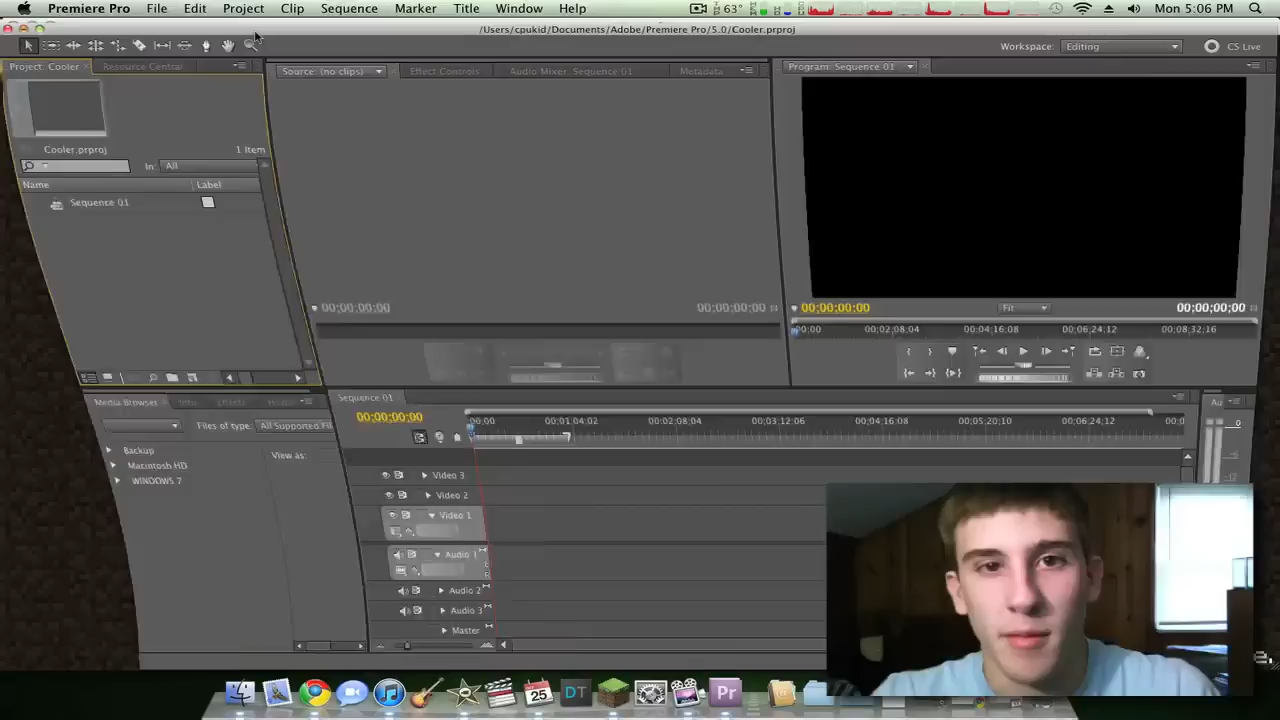 Premiere Pro File Edit Project Clip Sequence Marker Title Window Help 63° Mon 5:06 PM
/Users/cpukid/Documents/Adobe/Premiere Pro/5.0/Cooler.prproj
Workspace: Editing CS Live
Project: Cooler Resource Central
Source: (no clips) Effect Controls Audio Mixer: Sequence 01 Metadata
Program: Sequence 01
Cooler.prproj 1 Item
In: All
Name Label
Sequence 01
00;00;00;00 00;00;00;00
00;00;00;00 Fit 00;00;00;00
00;00 00;02;08;04 00;04;16;08 00;06;24;12 00;08;32;16
Media Browser Info Effects
Files of type: All Supported Fil
Backup
Macintosh HD
WINDOWS 7
View as:
Sequence 01
00;00;00;00
00;00 00;01;04;02 00;02;08;04 00;03;12;06 00;04;16;08 00;05;20;10 00;06;24;12 00;0
Video 3
Video 2
Video 1
Audio 1
Audio 2
Audio 3
Master
Au
0
25
DT
Pr